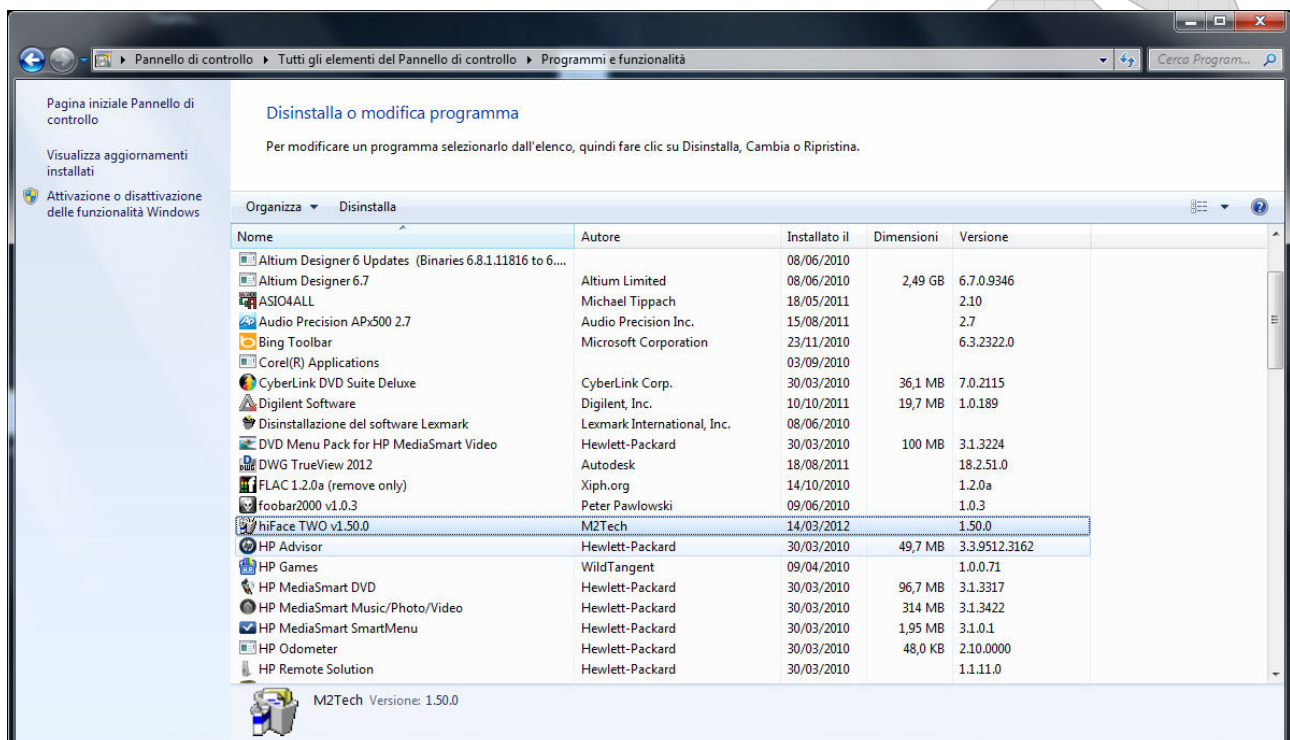 Pannello di controllo ▸ Tutti gli elementi del Pannello di controllo ▸ Programmi e funzionalità
Cerca Program...
Pagina iniziale Pannello di
controllo
Visualizza aggiornamenti
installati
Attivazione o disattivazione
delle funzionalità Windows
Disinstalla o modifica programma
Per modificare un programma selezionarlo dall'elenco, quindi fare clic su Disinstalla, Cambia o Ripristina.
Organizza Disinstalla
Nome Autore Installato il Dimensioni Versione
Altium Designer 6 Updates (Binaries 6.8.1.11816 to 6.... 08/06/2010
Altium Designer 6.7 Altium Limited 08/06/2010 2,49 GB 6.7.0.9346
ASIO4ALL Michael Tippach 18/05/2011 2.10
Audio Precision APx500 2.7 Audio Precision Inc. 15/08/2011 2.7
Bing Toolbar Microsoft Corporation 23/11/2010 6.3.2322.0
Corel(R) Applications 03/09/2010
CyberLink DVD Suite Deluxe CyberLink Corp. 30/03/2010 36,1 MB 7.0.2115
Digilent Software Digilent, Inc. 10/10/2011 19,7 MB 1.0.189
Disinstallazione del software Lexmark Lexmark International, Inc. 08/06/2010
DVD Menu Pack for HP MediaSmart Video Hewlett-Packard 30/03/2010 100 MB 3.1.3224
DWG TrueView 2012 Autodesk 18/08/2011 18.2.51.0
FLAC 1.2.0a (remove only) Xiph.org 14/10/2010 1.2.0a
foobar2000 v1.0.3 Peter Pawlowski 09/06/2010 1.0.3
hiFace TWO v1.50.0 M2Tech 14/03/2012 1.50.0
HP Advisor Hewlett-Packard 30/03/2010 49,7 MB 3.3.9512.3162
HP Games WildTangent 09/04/2010 1.0.0.71
HP MediaSmart DVD Hewlett-Packard 30/03/2010 96,7 MB 3.1.3317
HP MediaSmart Music/Photo/Video Hewlett-Packard 30/03/2010 314 MB 3.1.3422
HP MediaSmart SmartMenu Hewlett-Packard 30/03/2010 1,95 MB 3.1.0.1
HP Odometer Hewlett-Packard 30/03/2010 48,0 KB 2.10.0000
HP Remote Solution Hewlett-Packard 30/03/2010 1.1.11.0
M2Tech Versione: 1.50.0